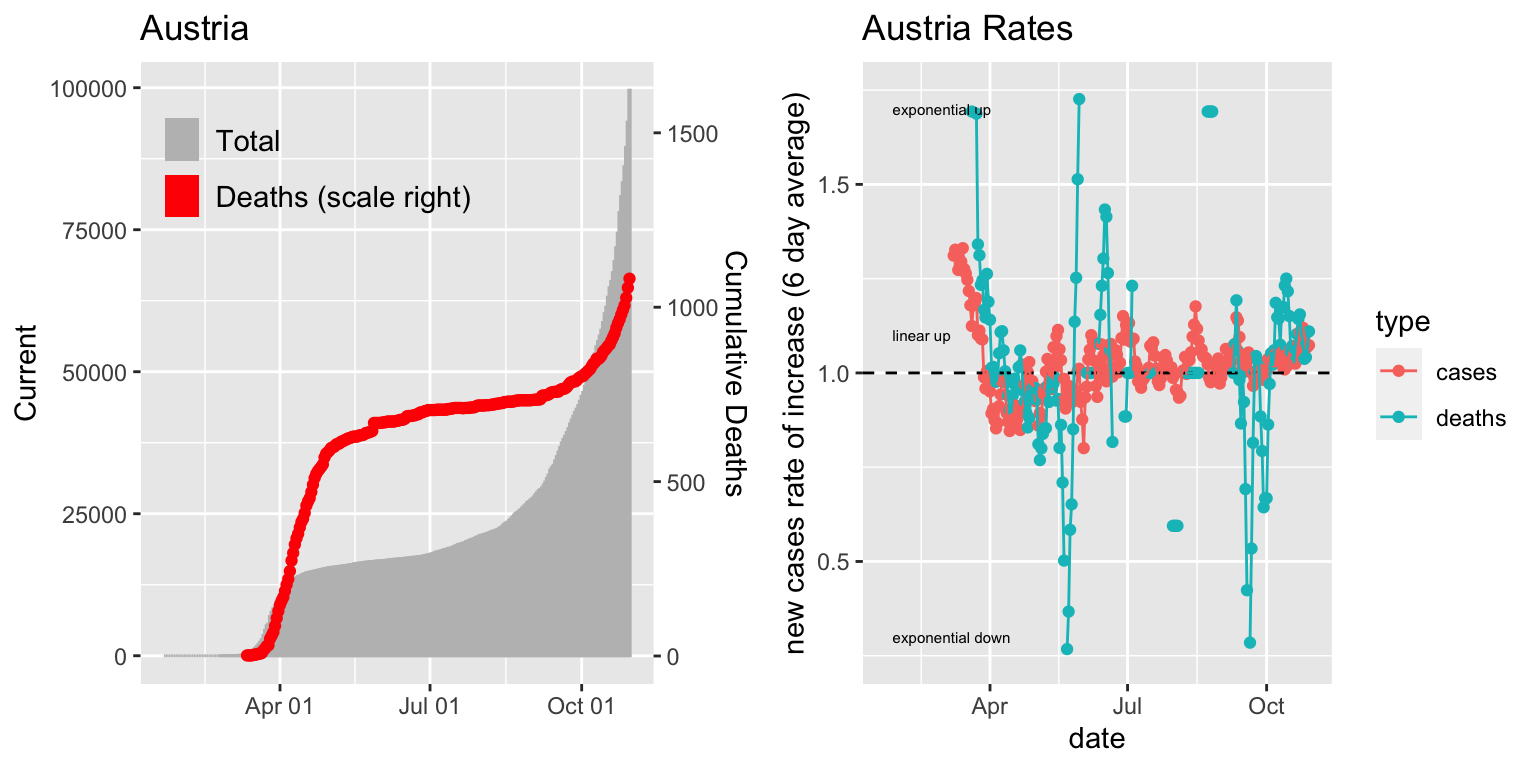 Austria
100000
75000
50000
25000
0
Current
Total
Deaths (scale right)
1500
1000
500
0
Cumulative Deaths
Apr 01
Jul 01
Oct 01
Austria Rates
new cases rate of increase (6 day average)
1.5
1.0
0.5
exponential up
linear up
exponential down
Apr
Jul
Oct
date
type
cases
deaths